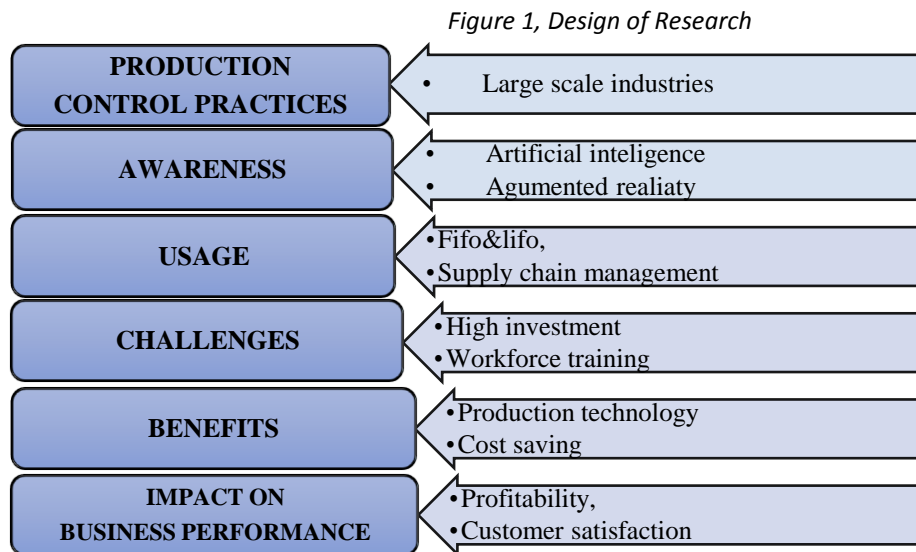 Figure 1, Design of Research
PRODUCTION
CONTROL PRACTICES
• Large scale industries
AWARENESS
• Artificial inteligence
• Agumented realiaty
USAGE
•Fifo&lifo,
•Supply chain management
CHALLENGES
•High investment
•Workforce training
BENEFITS
•Production technology
•Cost saving
IMPACT ON
BUSINESS PERFORMANCE
•Profitability,
•Customer satisfaction